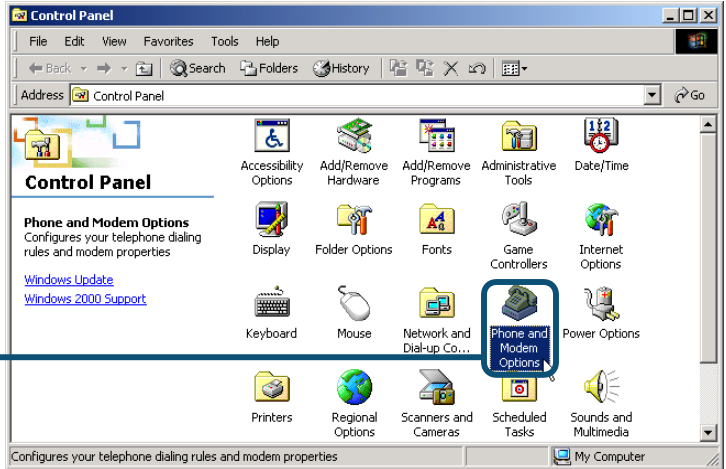 Control Panel
File Edit View Favorites Tools Help
Back Search Folders History
Address Control Panel Go
Control Panel
Phone and Modem Options
Configures your telephone dialing
rules and modem properties
Windows Update
Windows 2000 Support
Accessibility
Options
Add/Remove
Hardware
Add/Remove
Programs
Administrative
Tools
Date/Time
Display
Folder Options
Fonts
Game
Controllers
Internet
Options
Keyboard
Mouse
Network and
Dial-up Co...
Phone and
Modem
Options
Power Options
Printers
Regional
Options
Scanners and
Cameras
Scheduled
Tasks
Sounds and
Multimedia
Configures your telephone dialing rules and modem properties
My Computer